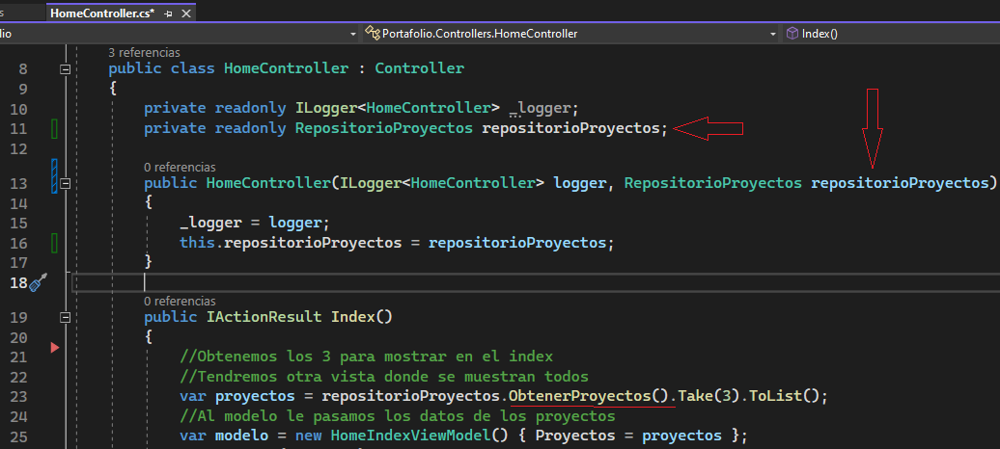 s HomeController.cs*
lio Portafolio.Controllers.HomeController Index()
3 referencias
8 public class HomeController : Controller
9 {
10 private readonly ILogger<HomeController> _logger;
11 private readonly RepositorioProyectos repositorioProyectos;
12
0 referencias
13 public HomeController(ILogger<HomeController> logger, RepositorioProyectos repositorioProyectos)
14 {
15 _logger = logger;
16 this.repositorioProyectos = repositorioProyectos;
17 }
18
0 referencias
19 public IActionResult Index()
20 {
21 //Obtenemos los 3 para mostrar en el index
22 //Tendremos otra vista donde se muestran todos
23 var proyectos = repositorioProyectos.ObtenerProyectos().Take(3).ToList();
24 //Al modelo le pasamos los datos de los proyectos
25 var modelo = new HomeIndexViewModel() { Proyectos = proyectos };